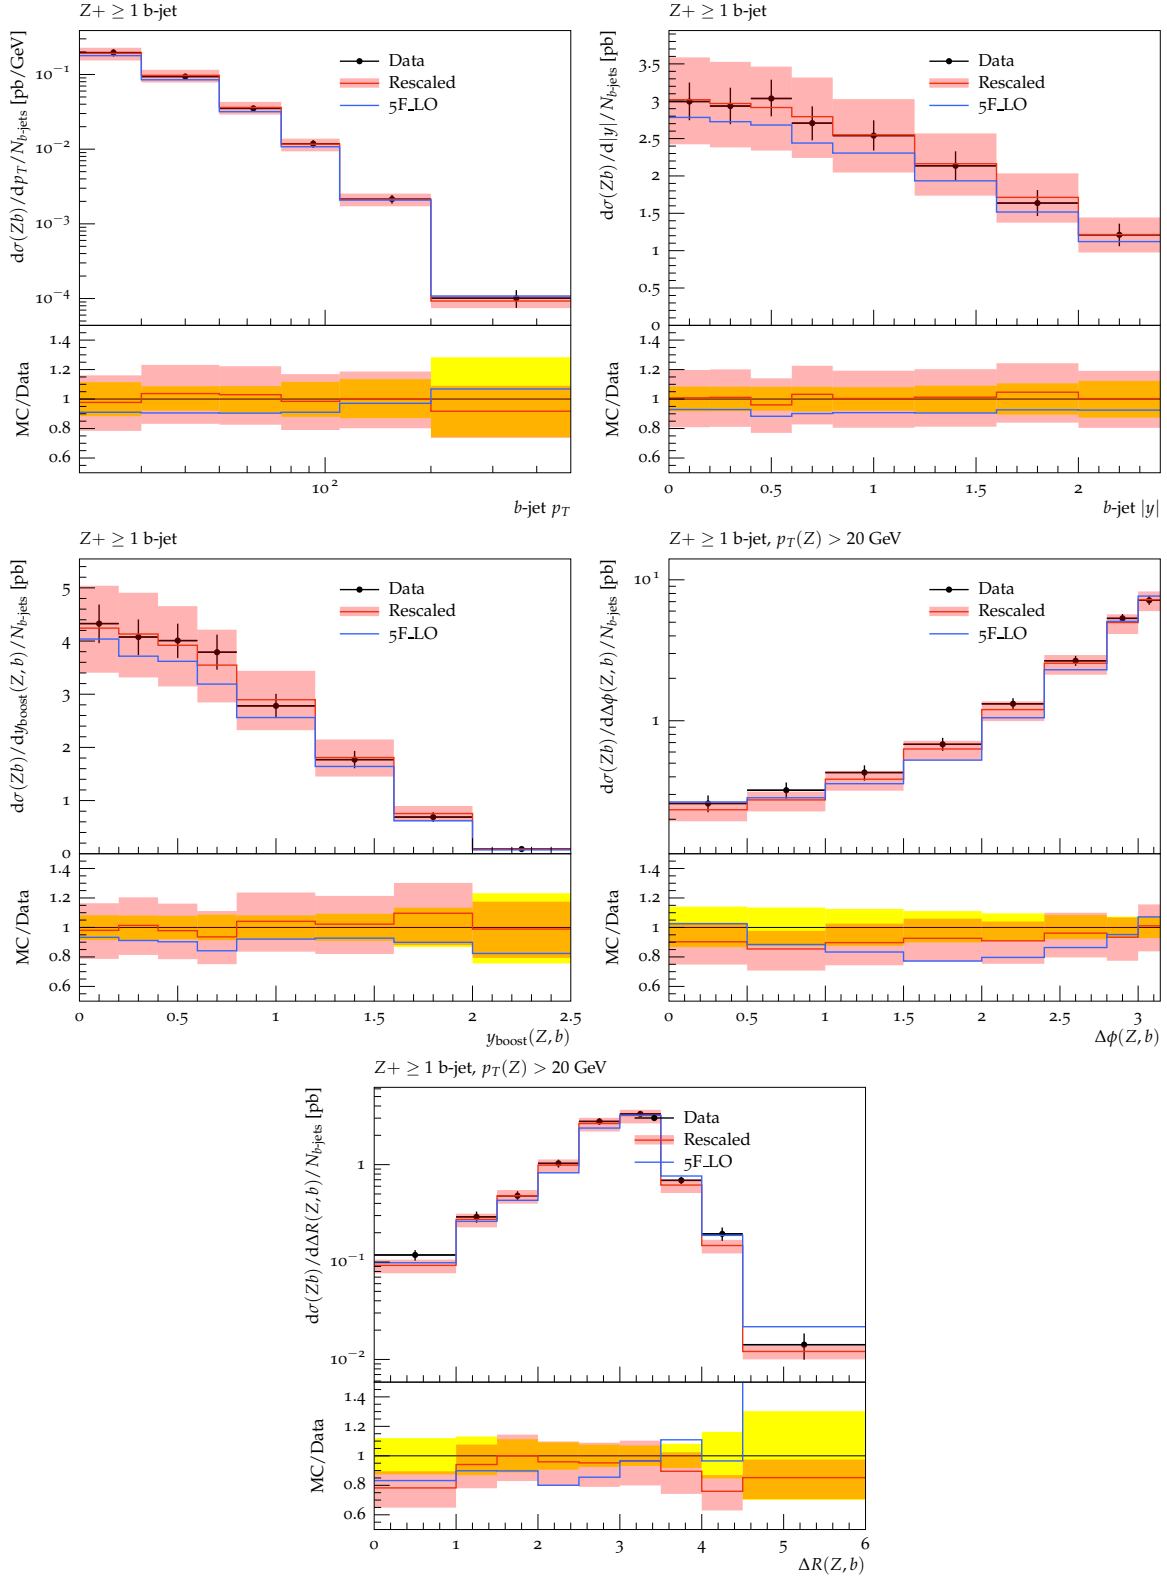 Z+ ≥ 1 b-jet
dσ(Zb)/dp_T/N_b-jets [pb/GeV]
Data
Rescaled
5F_LO
10⁻¹
10⁻²
10⁻³
10⁻⁴
MC/Data
1.4
1.2
1
0.8
0.6
10²
b-jet p_T
Z+ ≥ 1 b-jet
dσ(Zb)/d|y|/N_b-jets [pb]
Data
Rescaled
5F_LO
3.5
3
2.5
2
1.5
1
0.5
0
MC/Data
1.4
1.2
1
0.8
0.6
0 0.5 1 1.5 2
b-jet |y|
Z+ ≥ 1 b-jet
dσ(Zb)/dy_boost(Z, b)/N_b-jets [pb]
Data
Rescaled
5F_LO
5
4
3
2
1
0
MC/Data
1.4
1.2
1
0.8
0.6
0 0.5 1 1.5 2 2.5
y_boost(Z, b)
Z+ ≥ 1 b-jet, p_T(Z) > 20 GeV
dσ(Zb)/dΔϕ(Z, b)/N_b-jets [pb]
Data
Rescaled
5F_LO
10¹
1
MC/Data
1.4
1.2
1
0.8
0.6
0 0.5 1 1.5 2 2.5 3
Δϕ(Z, b)
Z+ ≥ 1 b-jet, p_T(Z) > 20 GeV
dσ(Zb)/dΔR(Z, b)/N_b-jets [pb]
Data
Rescaled
5F_LO
1
10⁻¹
10⁻²
MC/Data
1.4
1.2
1
0.8
0.6
0 1 2 3 4 5 6
ΔR(Z, b)